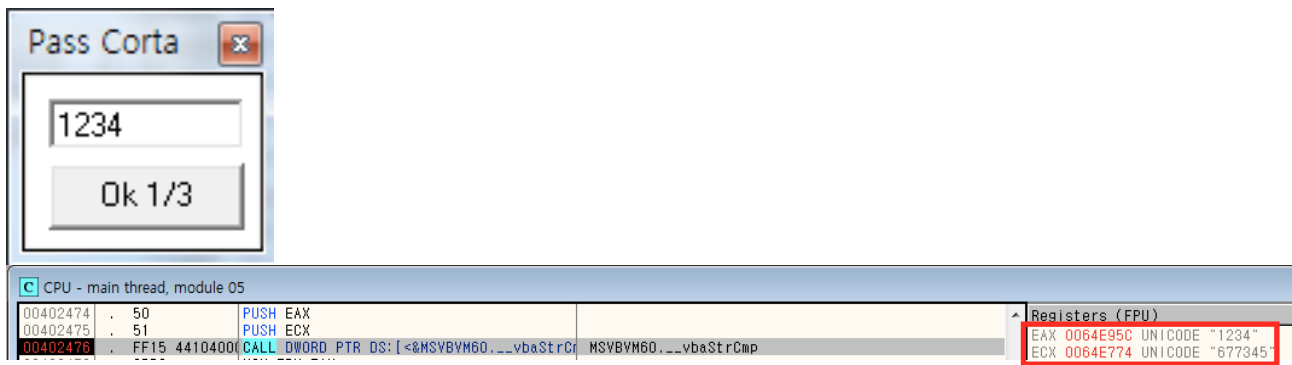 Pass Corta
1234
Ok 1/3
C CPU - main thread, module 05
00402474 . 50 PUSH EAX
00402475 . 51 PUSH ECX
00402476 . FF15 44104000 CALL DWORD PTR DS:[<&MSVBVM60.__vbaStrCm MSVBVM60.__vbaStrCmp
Registers (FPU)
EAX 0064E95C UNICODE "1234"
ECX 0064E774 UNICODE "677345"